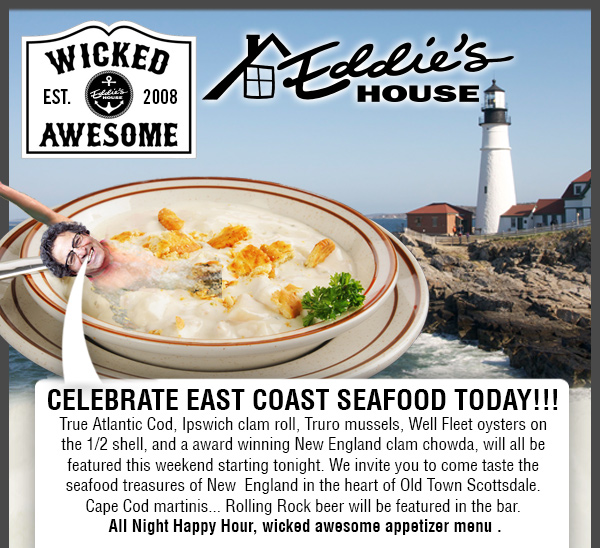 WICKED
EST. Eddie's HOUSE 2008
AWESOME
Eddie's
HOUSE
CELEBRATE EAST COAST SEAFOOD TODAY!!!
True Atlantic Cod, Ipswich clam roll, Truro mussels, Well Fleet oysters on
the 1/2 shell, and a award winning New England clam chowda, will all be
featured this weekend starting tonight. We invite you to come taste the
seafood treasures of New England in the heart of Old Town Scottsdale.
Cape Cod martinis... Rolling Rock beer will be featured in the bar.
All Night Happy Hour, wicked awesome appetizer menu .